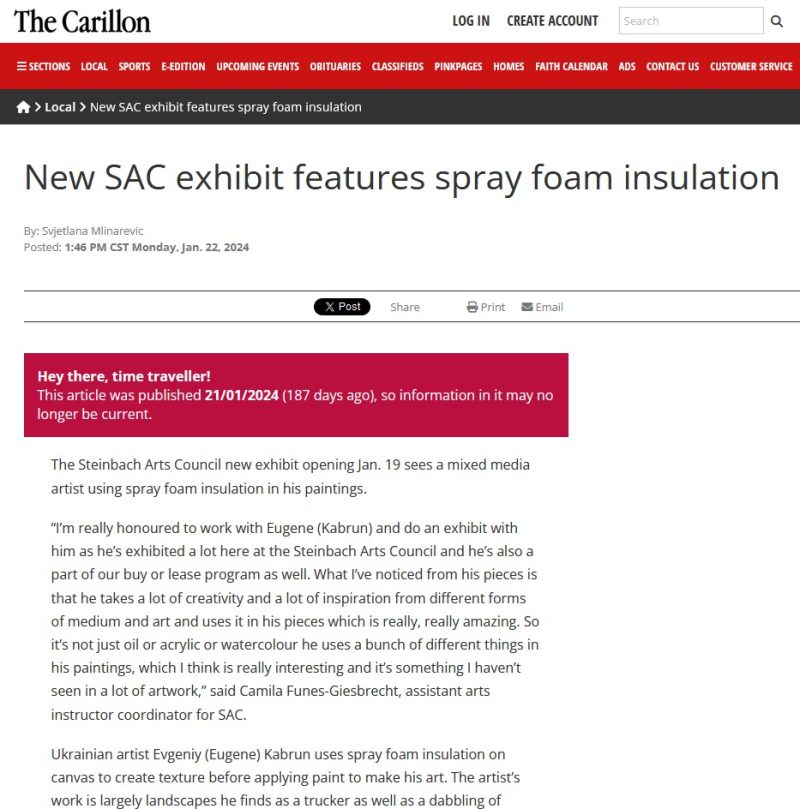 The Carillon
LOG IN CREATE ACCOUNT Search
SECTIONS LOCAL SPORTS E-EDITION UPCOMING EVENTS OBITUARIES CLASSIFIEDS PINKPAGES HOMES FAITH CALENDAR ADS CONTACT US CUSTOMER SERVICE
Local New SAC exhibit features spray foam insulation
New SAC exhibit features spray foam insulation
By: Svjetlana Mlinarevic
Posted: 1:46 PM CST Monday, Jan. 22, 2024
X Post Share Print Email
Hey there, time traveller!
This article was published 21/01/2024 (187 days ago), so information in it may no
longer be current.
The Steinbach Arts Council new exhibit opening Jan. 19 sees a mixed media
artist using spray foam insulation in his paintings.
“I’m really honoured to work with Eugene (Kabrun) and do an exhibit with
him as he’s exhibited a lot here at the Steinbach Arts Council and he’s also a
part of our buy or lease program as well. What I’ve noticed from his pieces is
that he takes a lot of creativity and a lot of inspiration from different forms
of medium and art and uses it in his pieces which is really, really amazing. So
it’s not just oil or acrylic or watercolour he uses a bunch of different things in
his paintings, which I think is really interesting and it’s something I haven’t
seen in a lot of artwork,” said Camila Funes-Giesbrecht, assistant arts
instructor coordinator for SAC.
Ukrainian artist Evgeniy (Eugene) Kabrun uses spray foam insulation on
canvas to create texture before applying paint to make his art. The artist’s
work is largely landscapes he finds as a trucker as well as a dabbling of